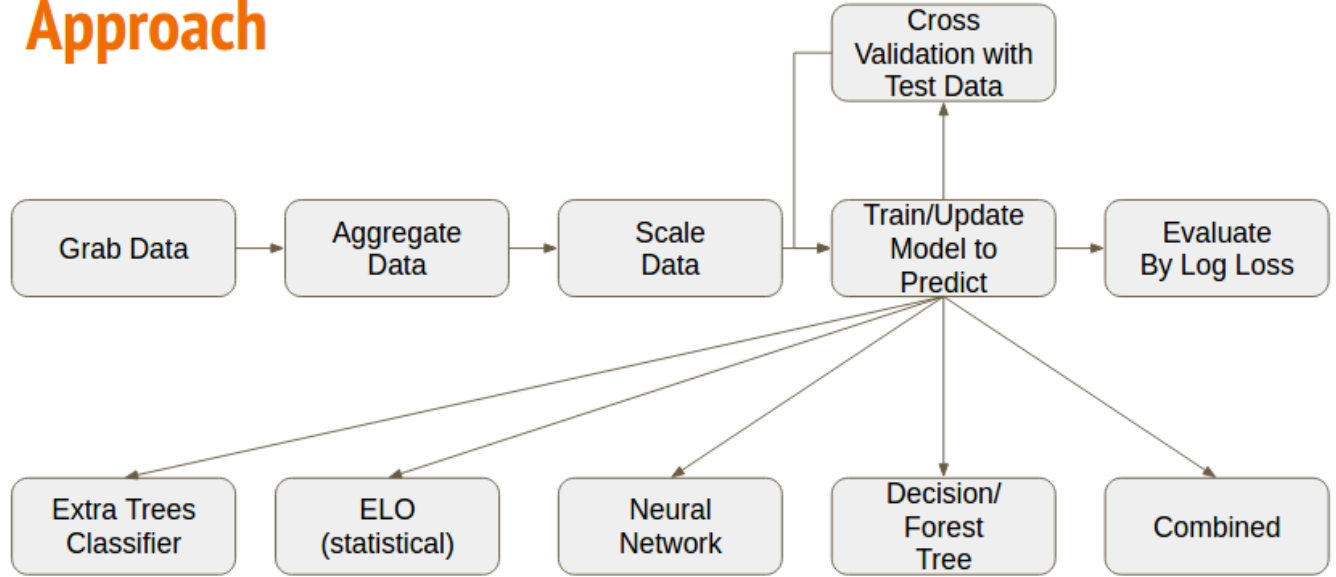 Approach
Cross
Validation with
Test Data
Grab Data
Aggregate
Data
Scale
Data
Train/Update
Model to
Predict
Evaluate
By Log Loss
Extra Trees
Classifier
ELO
(statistical)
Neural
Network
Decision/
Forest
Tree
Combined